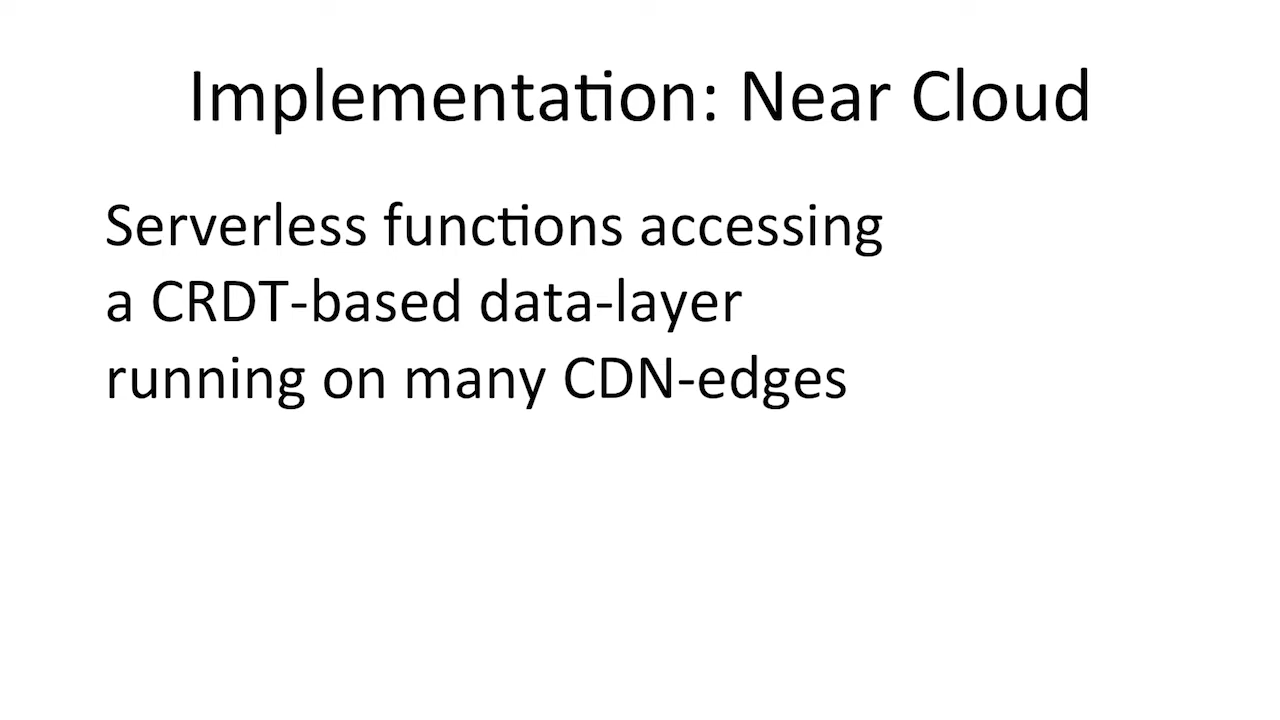 Implementation: Near Cloud
Serverless functions accessing
a CRDT-based data-layer
running on many CDN-edges